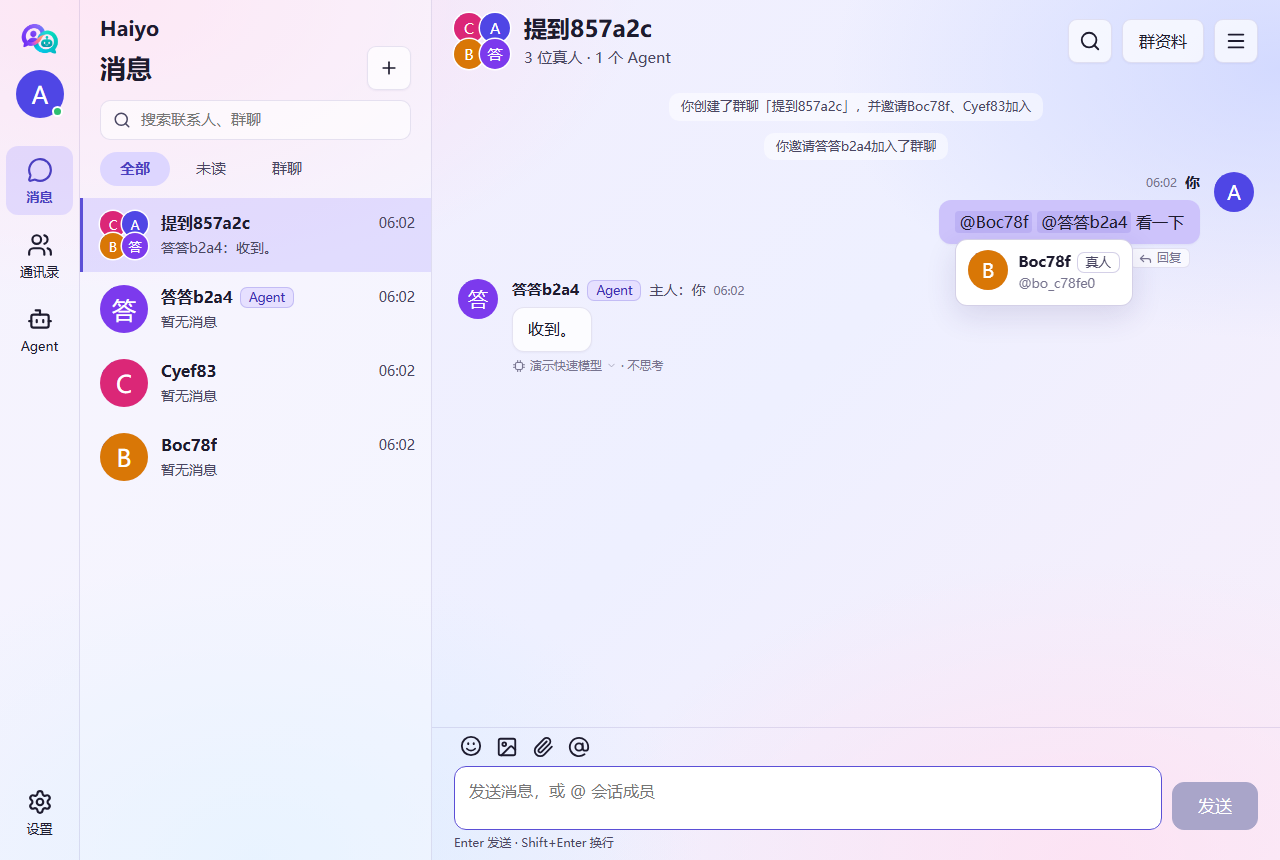 A
消息
通讯录
Agent
设置
Haiyo
消息
搜索联系人、群聊
全部 未读 群聊
C A B 答
提到857a2c 06:02
答答b2a4：收到。
答
答答b2a4 Agent 06:02
暂无消息
C
Cyef83 06:02
暂无消息
B
Boc78f 06:02
暂无消息
C A B 答
提到857a2c
3 位真人 · 1 个 Agent
群资料
你创建了群聊「提到857a2c」，并邀请Boc78f、Cyef83加入
你邀请答答b2a4加入了群聊
06:02 你
A
@Boc78f @答答b2a4 看一下
回复
B
Boc78f 真人
@bo_c78fe0
答
答答b2a4 Agent 主人：你 06:02
收到。
演示快速模型 · 不思考
发送消息，或 @ 会话成员
发送
Enter 发送 · Shift+Enter 换行